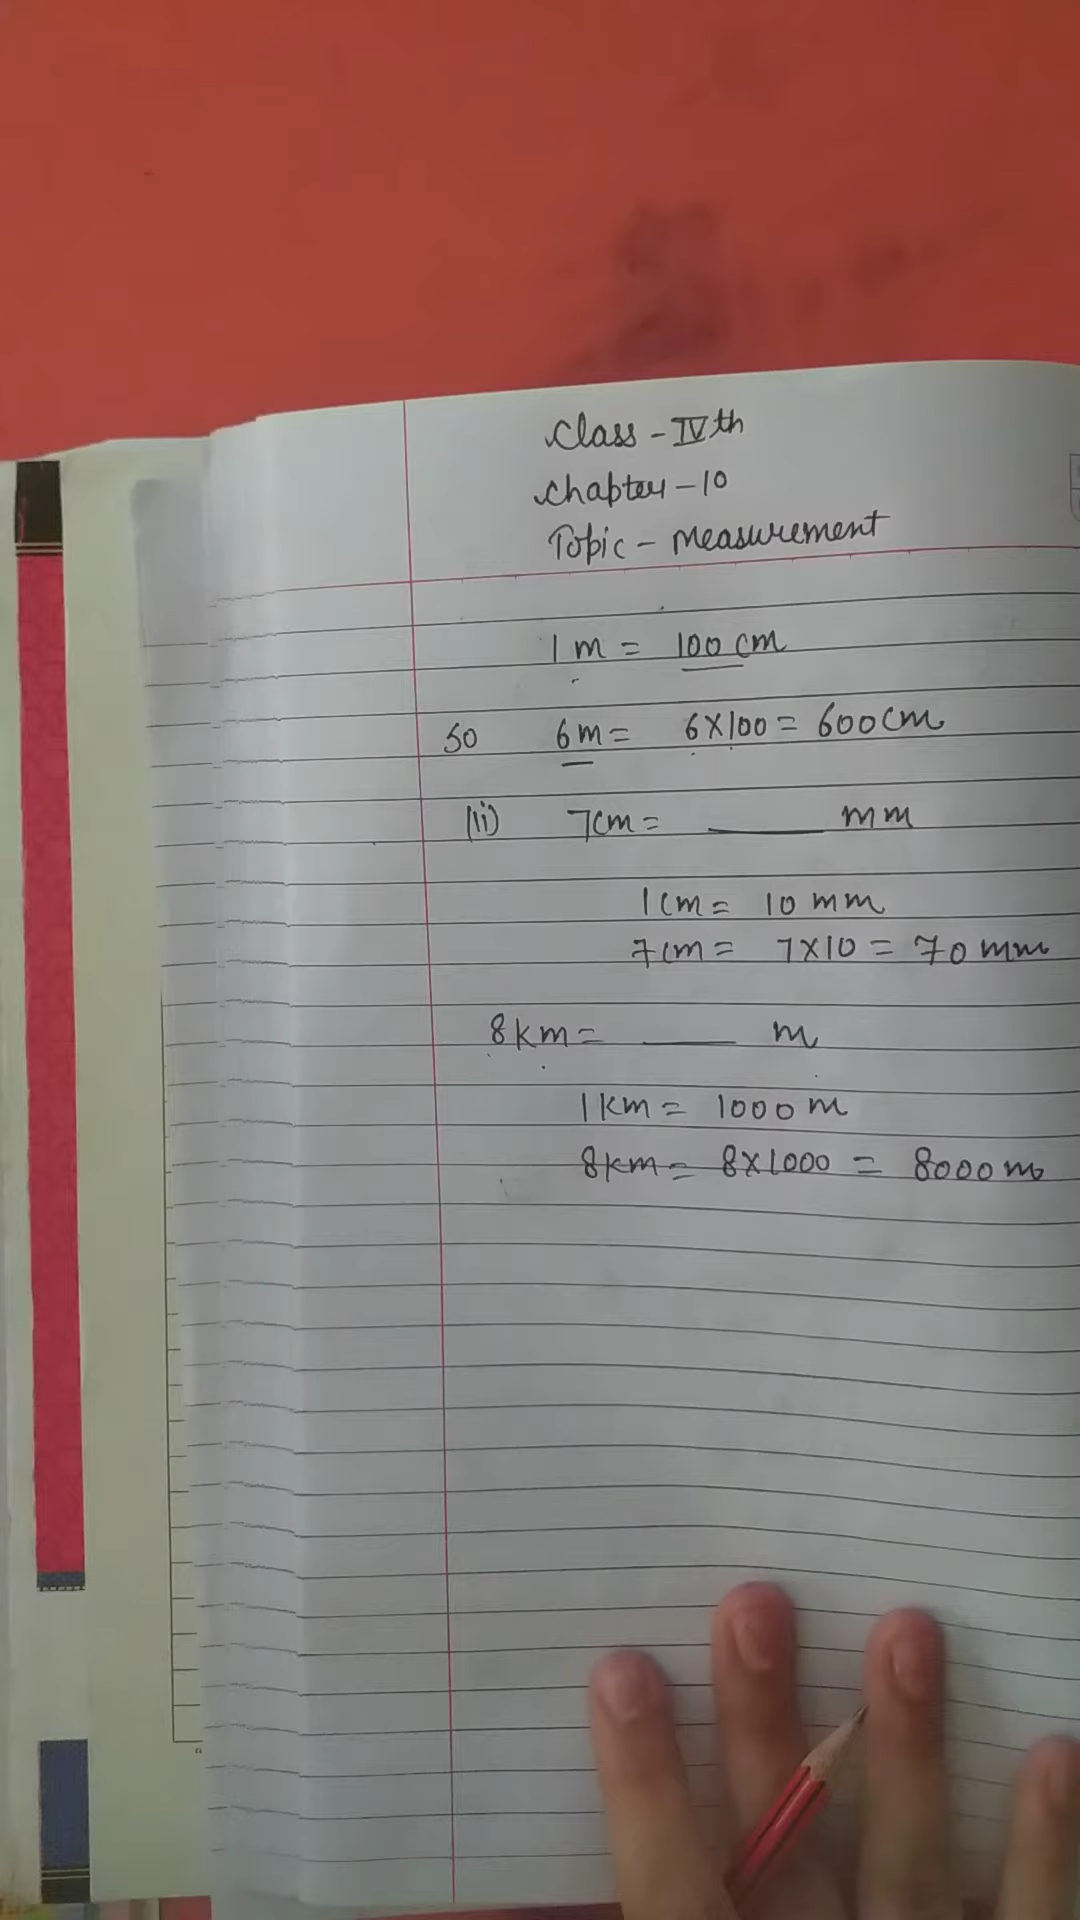 Class - IVth
Chapter - 10
Topic - Measurement
1 m = 100 cm
So 6 m = 6 x 100 = 600 cm
(ii) 7 cm = ____ mm
1 cm = 10 mm
7 cm = 7 x 10 = 70 mm
8 km = ____ m
1 km = 1000 m
8 km = 8 x 1000 = 8000 m